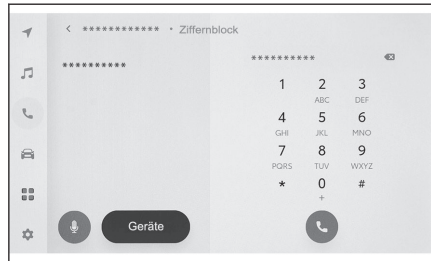 < ************ • Ziffernblock
**********
**********
1 2 3
ABC DEF
4 5 6
GHI JKL MNO
7 8 9
PQRS TUV WXYZ
* 0 #
+
Geräte